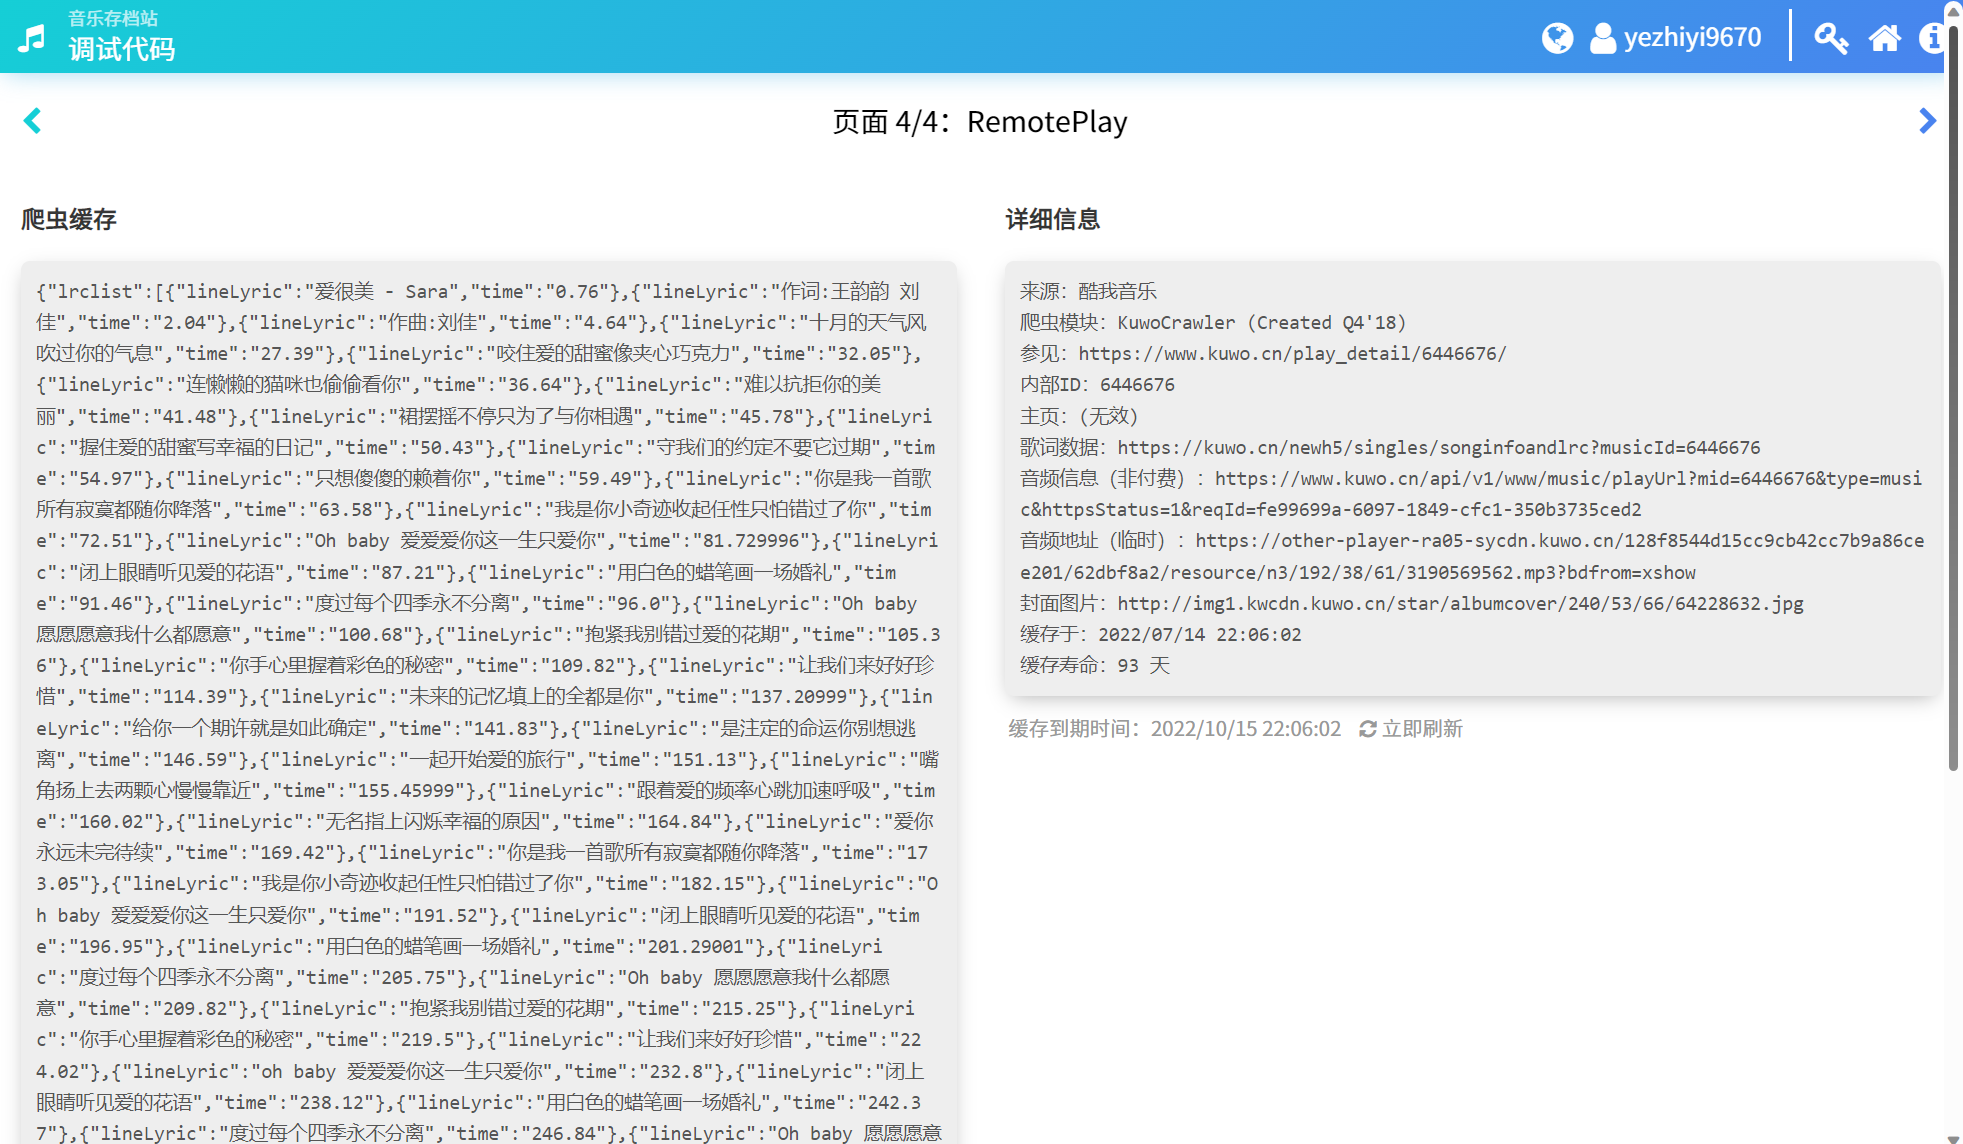 音乐存档站
调试代码
yezhiyi9670
页面 4/4：RemotePlay
爬虫缓存
{"lrclist":[{"lineLyric":"爱很美 - Sara","time":"0.76"},{"lineLyric":"作词:王韵韵 刘
佳","time":"2.04"},{"lineLyric":"作曲:刘佳","time":"4.64"},{"lineLyric":"十月的天气风
吹过你的气息","time":"27.39"},{"lineLyric":"咬住爱的甜蜜像夹心巧克力","time":"32.05"},
{"lineLyric":"连懒懒的猫咪也偷偷看你","time":"36.64"},{"lineLyric":"难以抗拒你的美
丽","time":"41.48"},{"lineLyric":"裙摆摇不停只为了与你相遇","time":"45.78"},{"lineLyri
c":"握住爱的甜蜜写幸福的日记","time":"50.43"},{"lineLyric":"守我们的约定不要它过期","tim
e":"54.97"},{"lineLyric":"只想傻傻的赖着你","time":"59.49"},{"lineLyric":"你是我一首歌
所有寂寞都随你降落","time":"63.58"},{"lineLyric":"我是你小奇迹收起任性只怕错过了你","tim
e":"72.51"},{"lineLyric":"Oh baby 爱爱爱你这一生只爱你","time":"81.729996"},{"lineLyri
c":"闭上眼睛听见爱的花语","time":"87.21"},{"lineLyric":"用白色的蜡笔画一场婚礼","tim
e":"91.46"},{"lineLyric":"度过每个四季永不分离","time":"96.0"},{"lineLyric":"Oh baby
愿愿愿意我什么都愿意","time":"100.68"},{"lineLyric":"抱紧我别错过爱的花期","time":"105.3
6"},{"lineLyric":"你手心里握着彩色的秘密","time":"109.82"},{"lineLyric":"让我们来好好珍
惜","time":"114.39"},{"lineLyric":"未来的记忆填上的全都是你","time":"137.20999"},{"lin
eLyric":"给你一个期许就是如此确定","time":"141.83"},{"lineLyric":"是注定的命运你别想逃
离","time":"146.59"},{"lineLyric":"一起开始爱的旅行","time":"151.13"},{"lineLyric":"嘴
角扬上去两颗心慢慢靠近","time":"155.45999"},{"lineLyric":"跟着爱的频率心跳加速呼吸","tim
e":"160.02"},{"lineLyric":"无名指上闪烁幸福的原因","time":"164.84"},{"lineLyric":"爱你
永远未完待续","time":"169.42"},{"lineLyric":"你是我一首歌所有寂寞都随你降落","time":"17
3.05"},{"lineLyric":"我是你小奇迹收起任性只怕错过了你","time":"182.15"},{"lineLyric":"O
h baby 爱爱爱你这一生只爱你","time":"191.52"},{"lineLyric":"闭上眼睛听见爱的花语","tim
e":"196.95"},{"lineLyric":"用白色的蜡笔画一场婚礼","time":"201.29001"},{"lineLyri
c":"度过每个四季永不分离","time":"205.75"},{"lineLyric":"Oh baby 愿愿愿意我什么都愿
意","time":"209.82"},{"lineLyric":"抱紧我别错过爱的花期","time":"215.25"},{"lineLyri
c":"你手心里握着彩色的秘密","time":"219.5"},{"lineLyric":"让我们来好好珍惜","time":"22
4.02"},{"lineLyric":"oh baby 爱爱爱你这一生只爱你","time":"232.8"},{"lineLyric":"闭上
眼睛听见爱的花语","time":"238.12"},{"lineLyric":"用白色的蜡笔画一场婚礼","time":"242.3
7"},{"lineLyric":"度过每个四季永不分离","time":"246.84"},{"lineLyric":"Oh baby 愿愿愿意
详细信息
来源：酷我音乐
爬虫模块：KuwoCrawler (Created Q4'18)
参见：https://www.kuwo.cn/play_detail/6446676/
内部ID：6446676
主页：（无效）
歌词数据：https://kuwo.cn/newh5/singles/songinfoandlrc?musicId=6446676
音频信息（非付费）：https://www.kuwo.cn/api/v1/www/music/playUrl?mid=6446676&type=musi
c&httpsStatus=1&reqId=fe99699a-6097-1849-cfc1-350b3735ced2
音频地址（临时）：https://other-player-ra05-sycdn.kuwo.cn/128f8544d15cc9cb42cc7b9a86ce
e201/62dbf8a2/resource/n3/192/38/61/3190569562.mp3?bdfrom=xshow
封面图片：http://img1.kwcdn.kuwo.cn/star/albumcover/240/53/66/64228632.jpg
缓存于：2022/07/14 22:06:02
缓存寿命：93 天
缓存到期时间：2022/10/15 22:06:02 立即刷新